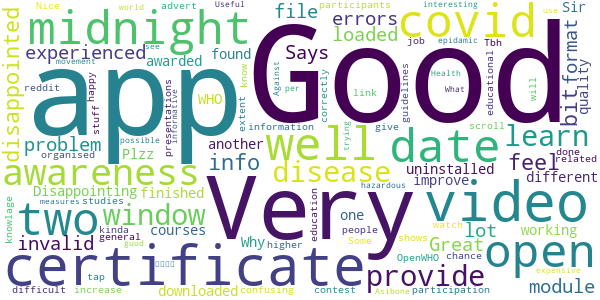 Nice world advert Useful participants interesting use
midnight covid file errors Sir
loaded job epidemic Tbh
Says bit format
disappointed experienced awarded found see
movement Against Health
app Good quality
reddit happy stuff possible WHO know per What will
problem extent link educational guidelines correctly
presentations informative Plzz
organised another information give trying scroll
well date learn
awareness info disease feel different
Disappointing uninstalled done related
two window finished improve
knowlage measures studies one hazardous
Very video open
invalid courses Why higher people education Some watch
Great lot working
kinda general shows OpenWHO chance
certificate provide module
tap guud confusing
difficult increase downloaded contest Asibone participation expensive